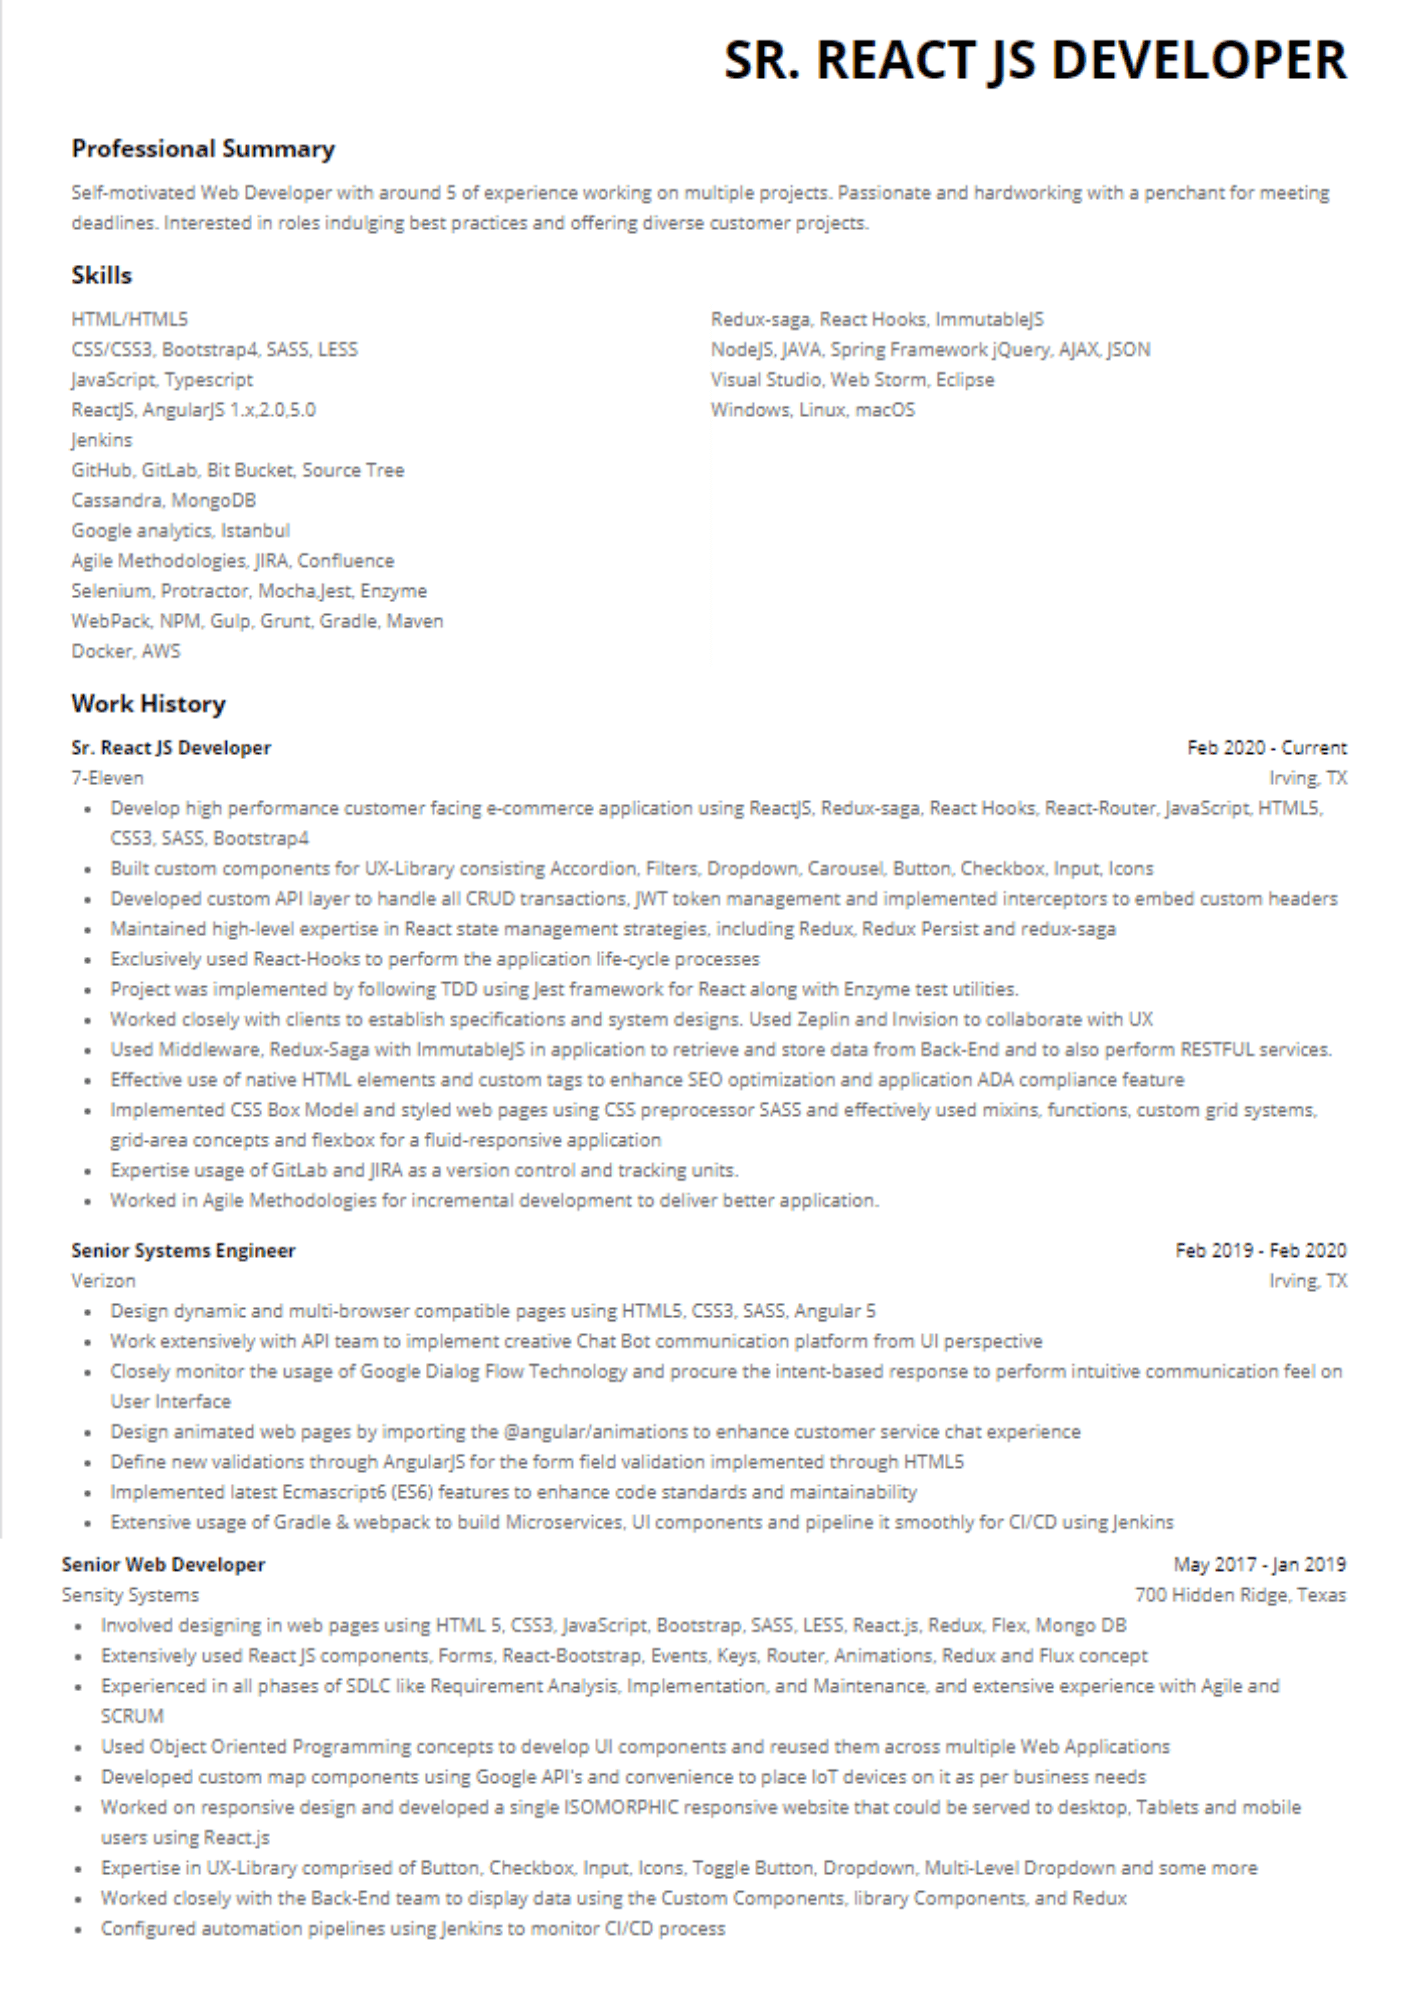 SR. REACT JS DEVELOPER
Professional Summary
Self-motivated Web Developer with around 5 of experience working on multiple projects. Passionate and hardworking with a penchant for meeting
deadlines. Interested in roles indulging best practices and offering diverse customer projects.
Skills
HTML/HTML5
CSS/CSS3, Bootstrap4, SASS, LESS
JavaScript, Typescript
ReactJS, AngularJS 1.x,2.0,5.0
Jenkins
GitHub, GitLab, Bit Bucket, Source Tree
Cassandra, MongoDB
Google analytics, Istanbul
Agile Methodologies, JIRA, Confluence
Selenium, Protractor, Mocha,Jest, Enzyme
WebPack, NPM, Gulp, Grunt, Gradle, Maven
Docker, AWS
Redux-saga, React Hooks, ImmutableJS
NodeJS, JAVA, Spring Framework jQuery, AJAX, JSON
Visual Studio, Web Storm, Eclipse
Windows, Linux, macOS
Work History
Sr. React JS Developer Feb 2020 - Current
7-Eleven Irving, TX
• Develop high performance customer facing e-commerce application using ReactJS, Redux-saga, React Hooks, React-Router, JavaScript, HTML5,
CSS3, SASS, Bootstrap4
• Built custom components for UX-Library consisting Accordion, Filters, Dropdown, Carousel, Button, Checkbox, Input, Icons
• Developed custom API layer to handle all CRUD transactions, JWT token management and implemented interceptors to embed custom headers
• Maintained high-level expertise in React state management strategies, including Redux, Redux Persist and redux-saga
• Exclusively used React-Hooks to perform the application life-cycle processes
• Project was implemented by following TDD using Jest framework for React along with Enzyme test utilities.
• Worked closely with clients to establish specifications and system designs. Used Zeplin and Invision to collaborate with UX
• Used Middleware, Redux-Saga with ImmutableJS in application to retrieve and store data from Back-End and to also perform RESTFUL services.
• Effective use of native HTML elements and custom tags to enhance SEO optimization and application ADA compliance feature
• Implemented CSS Box Model and styled web pages using CSS preprocessor SASS and effectively used mixins, functions, custom grid systems,
grid-area concepts and flexbox for a fluid-responsive application
• Expertise usage of GitLab and JIRA as a version control and tracking units.
• Worked in Agile Methodologies for incremental development to deliver better application.
Senior Systems Engineer Feb 2019 - Feb 2020
Verizon Irving, TX
• Design dynamic and multi-browser compatible pages using HTML5, CSS3, SASS, Angular 5
• Work extensively with API team to implement creative Chat Bot communication platform from UI perspective
• Closely monitor the usage of Google Dialog Flow Technology and procure the intent-based response to perform intuitive communication feel on
User Interface
• Design animated web pages by importing the @angular/animations to enhance customer service chat experience
• Define new validations through AngularJS for the form field validation implemented through HTML5
• Implemented latest Ecmascript6 (ES6) features to enhance code standards and maintainability
• Extensive usage of Gradle & webpack to build Microservices, UI components and pipeline it smoothly for CI/CD using Jenkins
Senior Web Developer May 2017 - Jan 2019
Sensity Systems 700 Hidden Ridge, Texas
• Involved designing in web pages using HTML 5, CSS3, JavaScript, Bootstrap, SASS, LESS, React.js, Redux, Flex, Mongo DB
• Extensively used React JS components, Forms, React-Bootstrap, Events, Keys, Router, Animations, Redux and Flux concept
• Experienced in all phases of SDLC like Requirement Analysis, Implementation, and Maintenance, and extensive experience with Agile and
SCRUM
• Used Object Oriented Programming concepts to develop UI components and reused them across multiple Web Applications
• Developed custom map components using Google API's and convenience to place IoT devices on it as per business needs
• Worked on responsive design and developed a single ISOMORPHIC responsive website that could be served to desktop, Tablets and mobile
users using React.js
• Expertise in UX-Library comprised of Button, Checkbox, Input, Icons, Toggle Button, Dropdown, Multi-Level Dropdown and some more
• Worked closely with the Back-End team to display data using the Custom Components, library Components, and Redux
• Configured automation pipelines using Jenkins to monitor CI/CD process